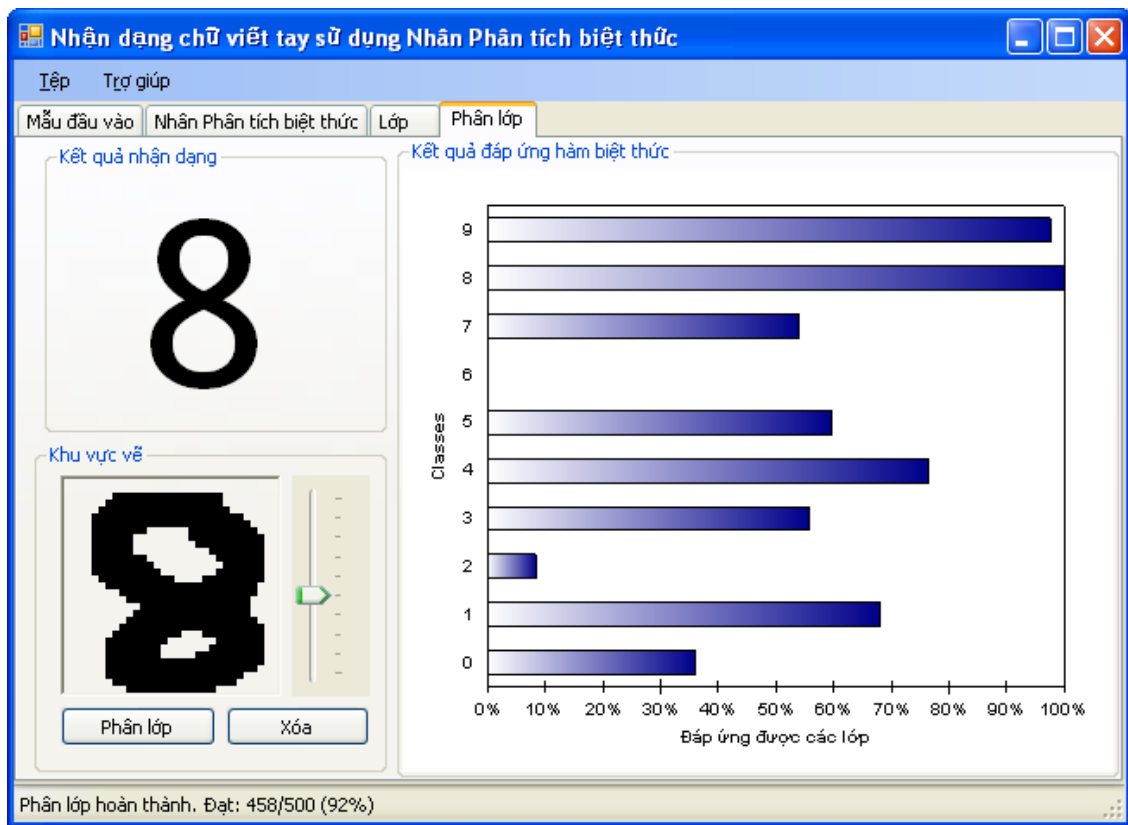 Nhận dạng chữ viết tay sử dụng Nhân Phân tích biệt thức
Tệp Trợ giúp
Mẫu đầu vào Nhân Phân tích biệt thức Lớp Phân lớp
Kết quả nhận dạng
8
Khu vực vẽ
8
Phân lớp Xóa
Kết quả đáp ứng hàm biệt thức
9
8
7
6
5
4
3
2
1
0
Classes
0% 10% 20% 30% 40% 50% 60% 70% 80% 90% 100%
Đáp ứng được các lớp
Phân lớp hoàn thành. Đạt: 458/500 (92%)